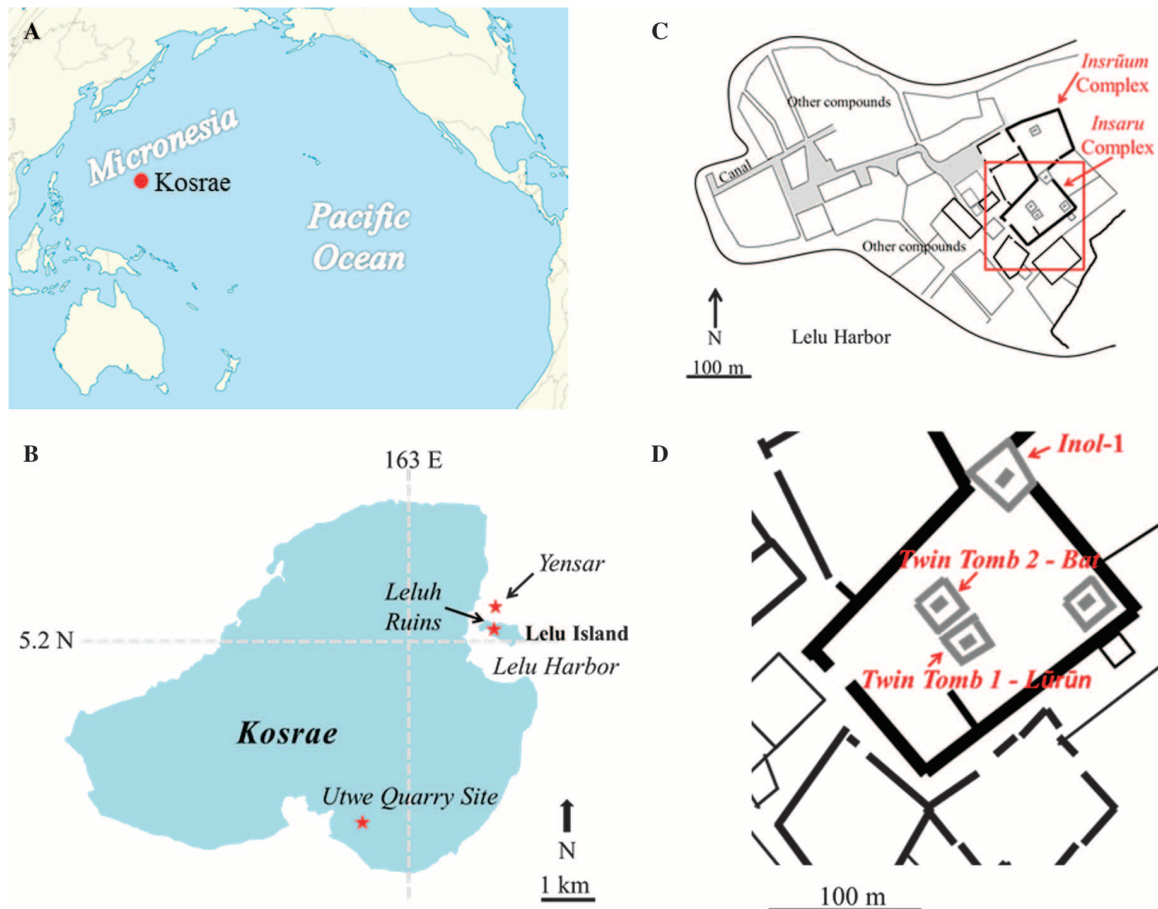 A
Micronesia
Kosrae
Pacific
Ocean
B
163 E
Yensar
Leluh
Ruins
5.2 N
Lelu Island
Lelu Harbor
Kosrae
Utwe Quarry Site
N
1 km
C
Insrūum
Complex
Insaru
Complex
Other compounds
Canal
Other compounds
N
100 m
Lelu Harbor
D
Inol-1
Twin Tomb 2 - Bat
Twin Tomb 1 - Lūrūn
100 m